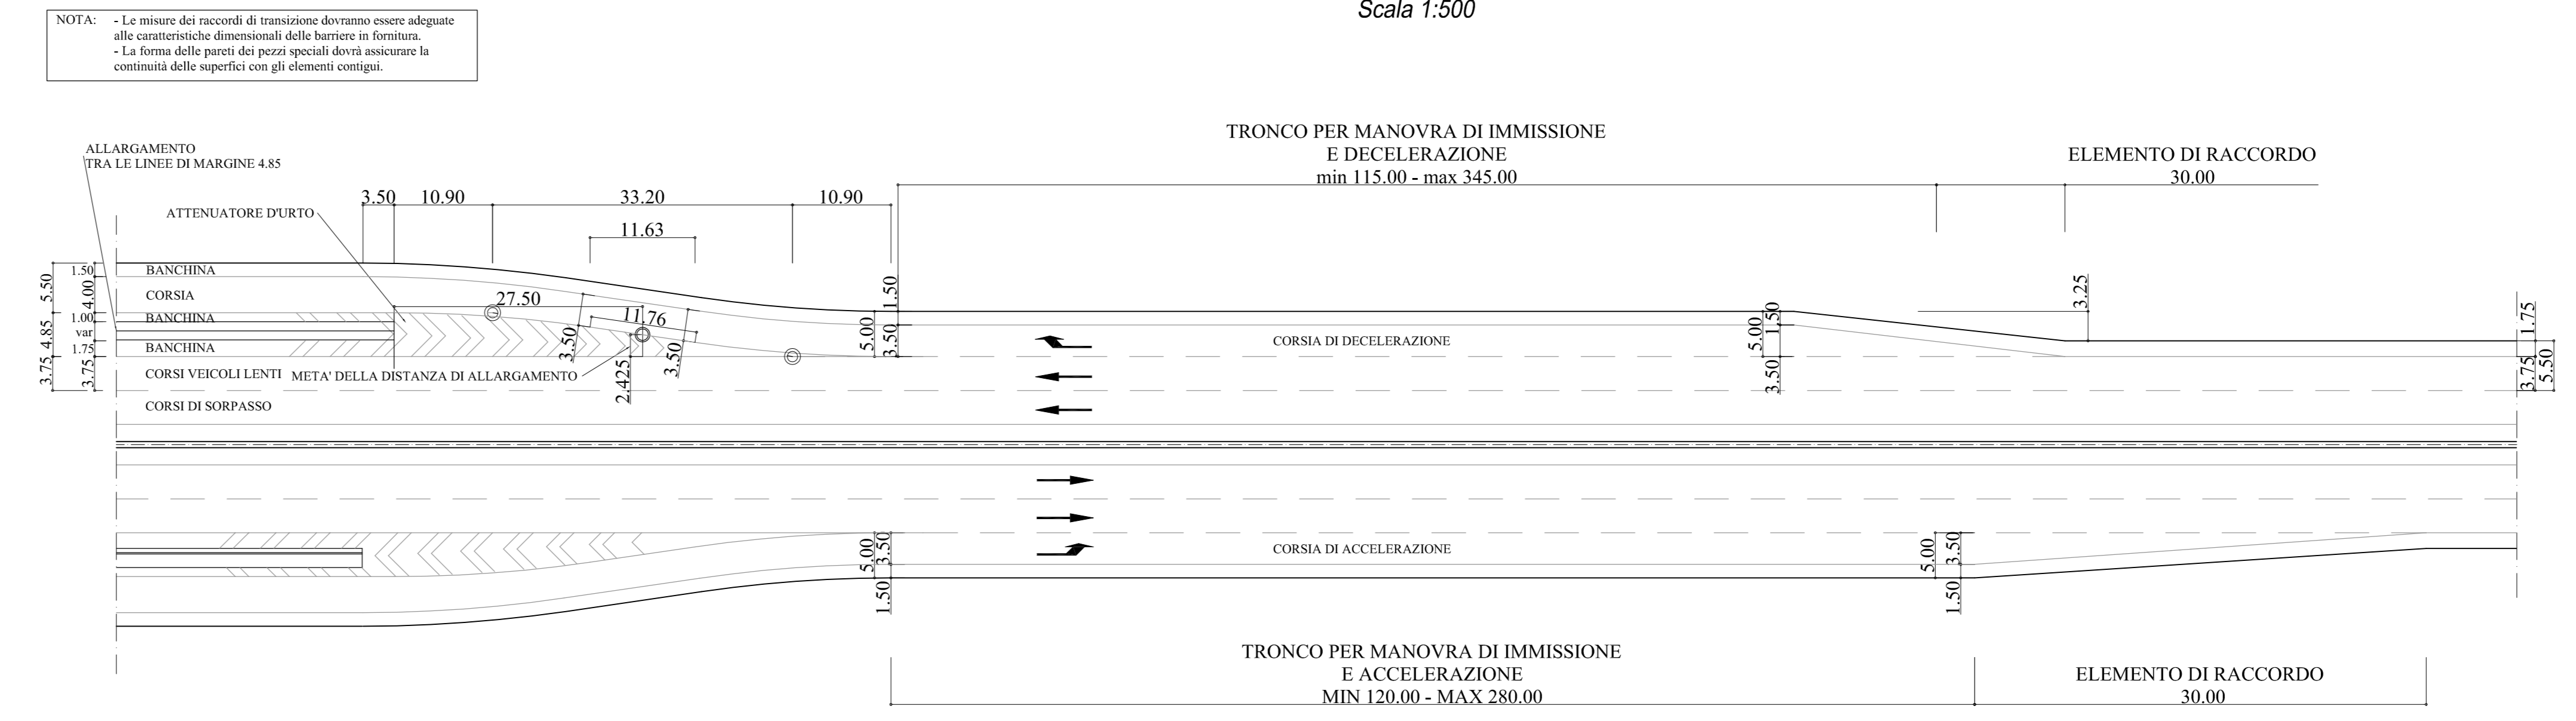 Scala 1:500
NOTA: - Le misure dei raccordi di transizione dovranno essere adeguate
alle caratteristiche dimensionali delle barriere in fornitura.
- La forma delle pareti dei pezzi speciali dovrà assicurare la
continuità delle superfici con gli elementi contigui.
TRONCO PER MANOVRA DI IMMISSIONE
E DECELERAZIONE
min 115.00 - max 345.00
ELEMENTO DI RACCORDO
30.00
ALLARGAMENTO
TRA LE LINEE DI MARGINE 4.85
3.50 10.90 33.20 10.90
ATTENUATORE D'URTO
11.63
5.50 4.85 3.75
1.50 4.00 1.00 var 1.75 3.75
BANCHINA
CORSIA
BANCHINA
BANCHINA
CORSI VEICOLI LENTI
CORSI DI SORPASSO
27.50
11.76
3.50
3.50
2.425
META' DELLA DISTANZA DI ALLARGAMENTO
1.50
5.00
3.50
CORSIA DI DECELERAZIONE
5.00
1.50
3.50
3.25
1.75
3.75
5.50
5.00
3.50
1.50
CORSIA DI ACCELERAZIONE
5.00
3.50
1.50
TRONCO PER MANOVRA DI IMMISSIONE
E ACCELERAZIONE
MIN 120.00 - MAX 280.00
ELEMENTO DI RACCORDO
30.00